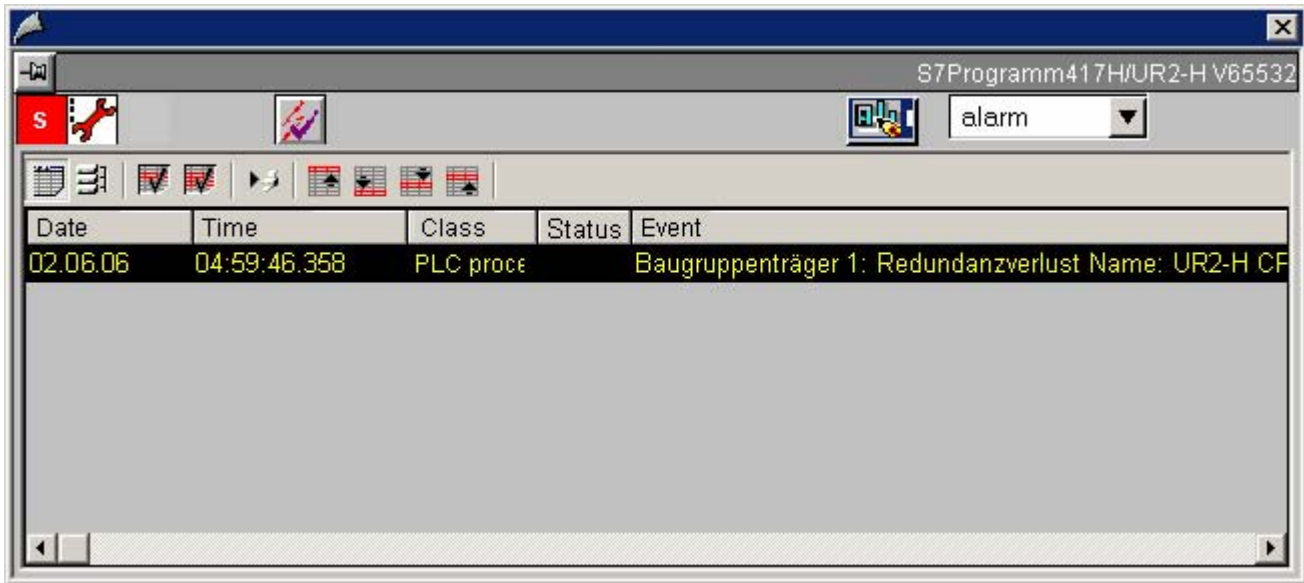 S7Programm417H/UR2-H V65532
S alarm
Date Time Class Status Event
02.06.06 04:59:46.358 PLC proce Baugruppenträger 1: Redundanzverlust Name: UR2-H CP